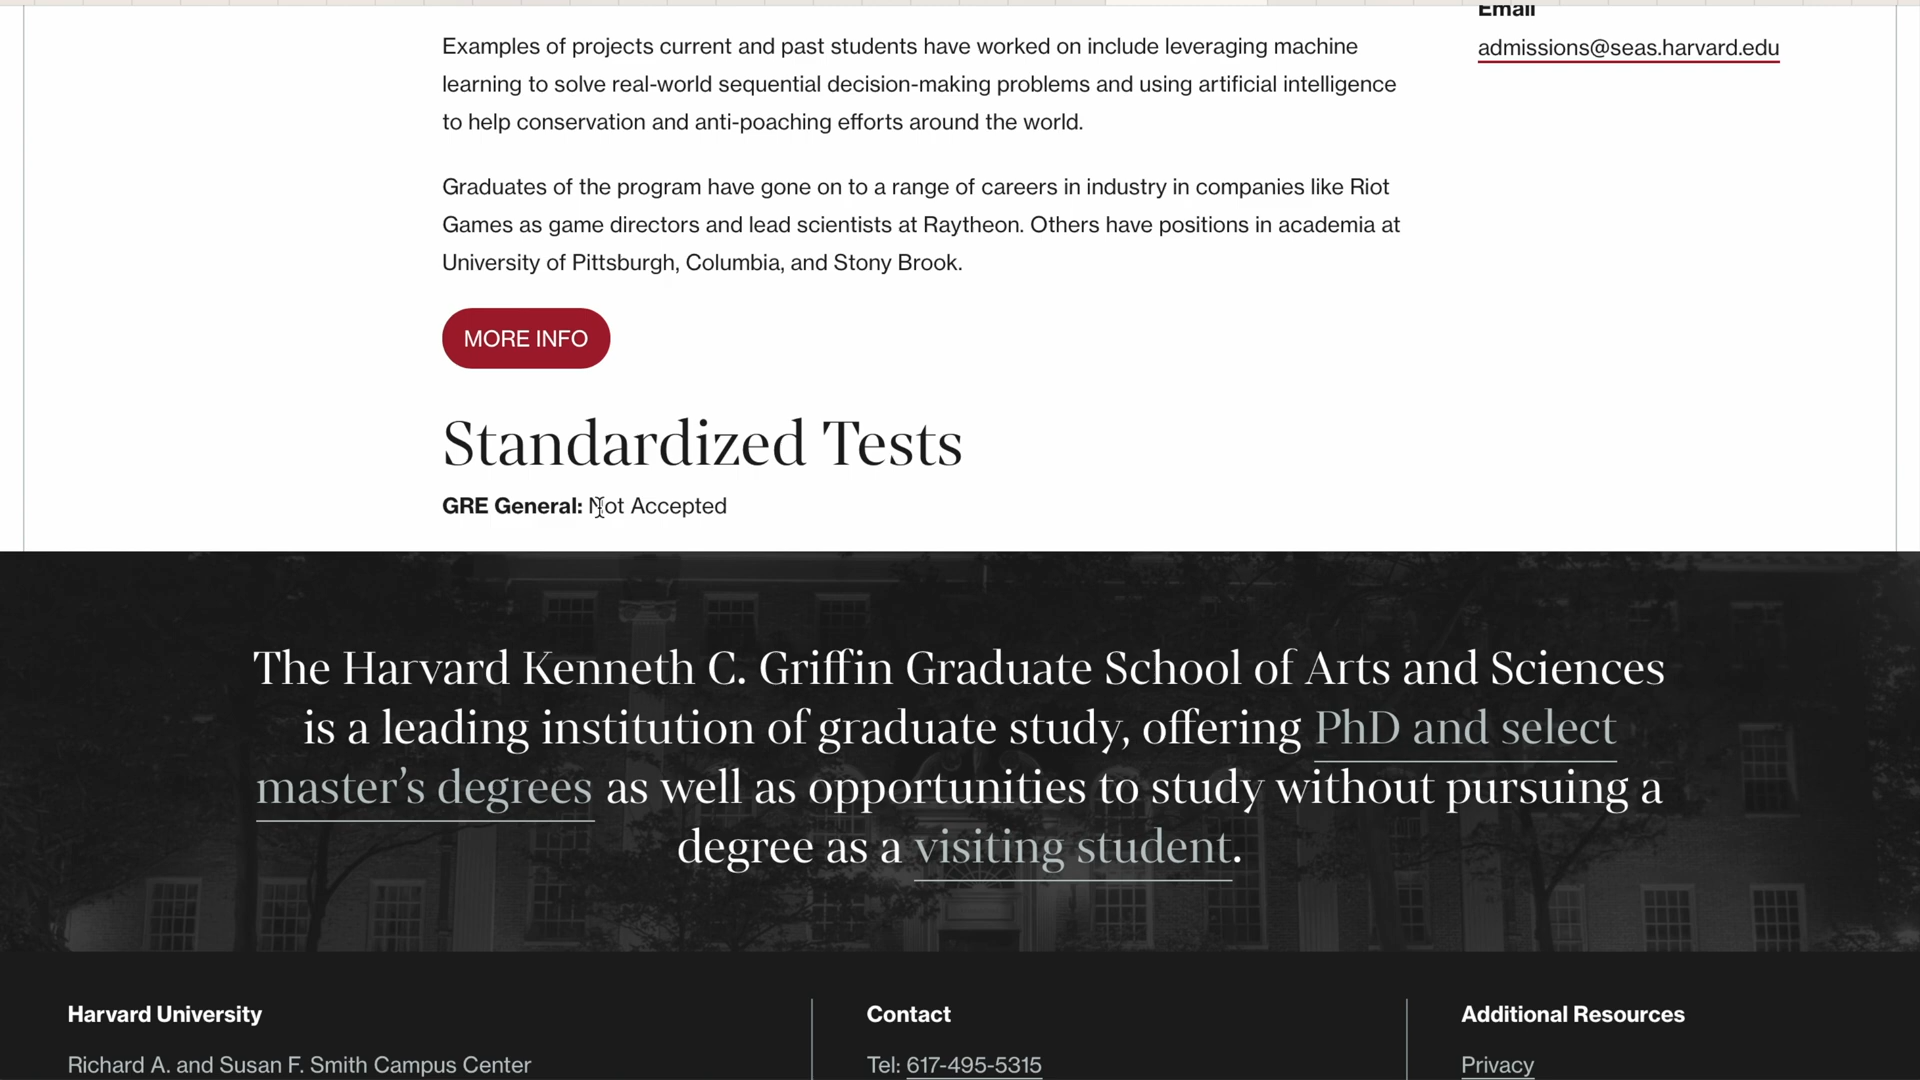 Email
admissions@seas.harvard.edu
Examples of projects current and past students have worked on include leveraging machine
learning to solve real-world sequential decision-making problems and using artificial intelligence
to help conservation and anti-poaching efforts around the world.
Graduates of the program have gone on to a range of careers in industry in companies like Riot
Games as game directors and lead scientists at Raytheon. Others have positions in academia at
University of Pittsburgh, Columbia, and Stony Brook.
MORE INFO
Standardized Tests
GRE General: Not Accepted
The Harvard Kenneth C. Griffin Graduate School of Arts and Sciences
is a leading institution of graduate study, offering PhD and select
master’s degrees as well as opportunities to study without pursuing a
degree as a visiting student.
Harvard University
Richard A. and Susan F. Smith Campus Center
Contact
Tel: 617-495-5315
Additional Resources
Privacy